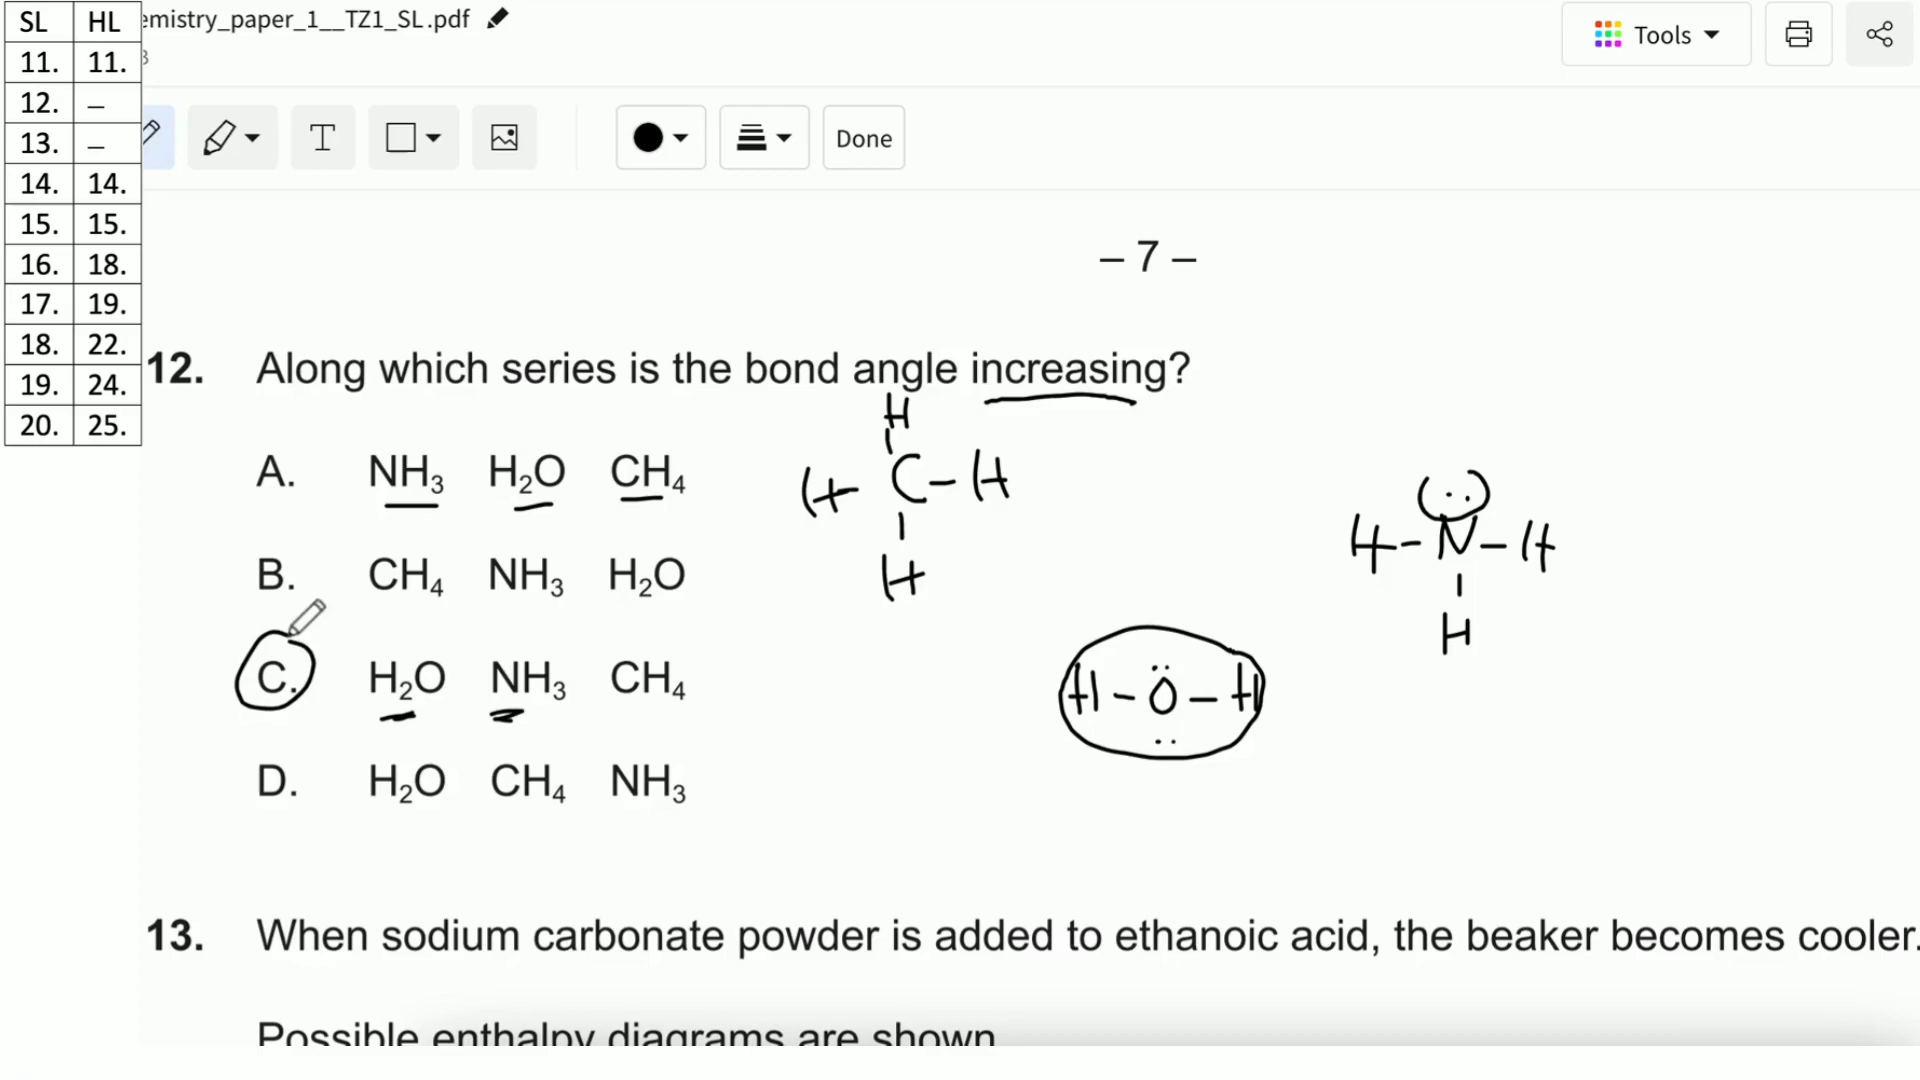 SL HL
11. 11.
12. –
13. –
14. 14.
15. 15.
16. 18.
17. 19.
18. 22.
19. 24.
20. 25.
emistry_paper_1__TZ1_SL.pdf
Tools
T
Done
– 7 –
12. Along which series is the bond angle increasing?
A. NH₃ H₂O CH₄
B. CH₄ NH₃ H₂O
C. H₂O NH₃ CH₄
D. H₂O CH₄ NH₃
H
H - C - H
H
H - N - H
H
H - O - H
13. When sodium carbonate powder is added to ethanoic acid, the beaker becomes cooler.
Possible enthalpy diagrams are shown